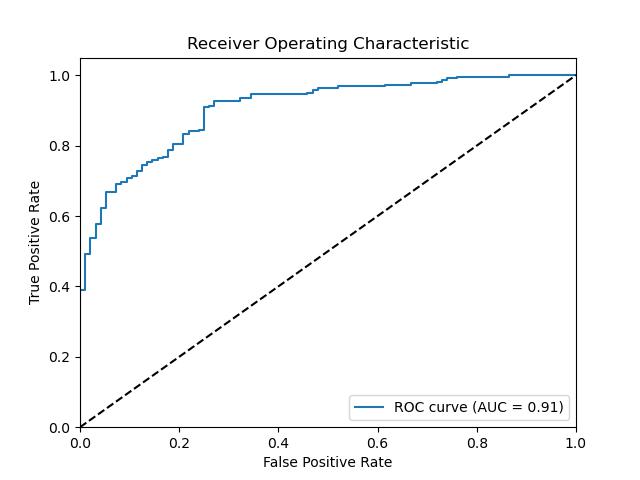 Receiver Operating Characteristic
1.0
0.8
0.6
0.4
0.2
0.0
True Positive Rate
ROC curve (AUC = 0.91)
0.0 0.2 0.4 0.6 0.8 1.0
False Positive Rate